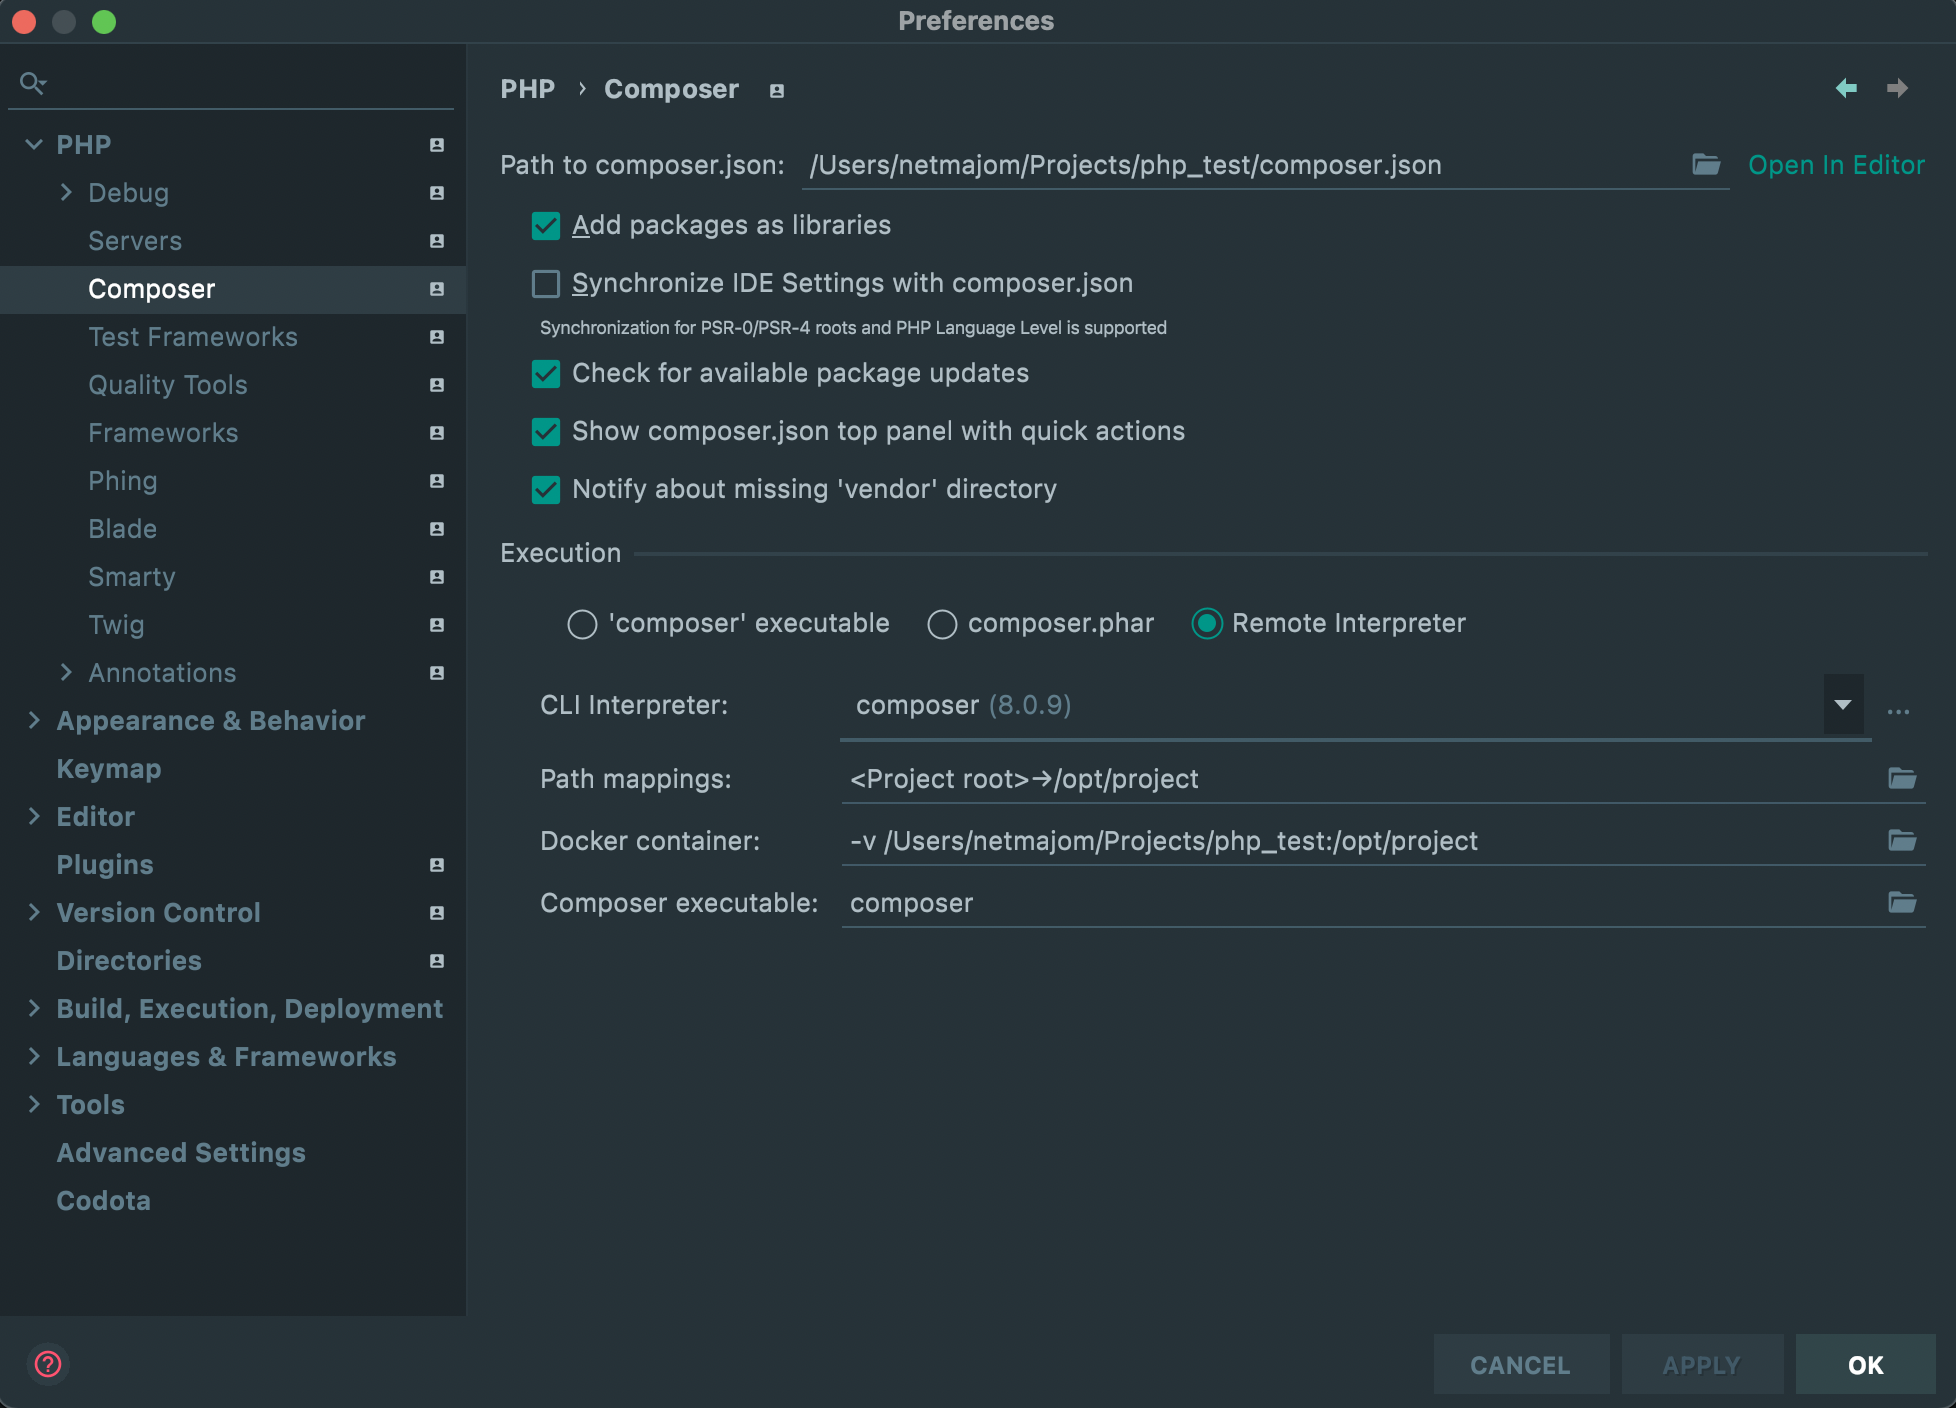 Preferences
PHP
Debug
Servers
Composer
Test Frameworks
Quality Tools
Frameworks
Phing
Blade
Smarty
Twig
Annotations
Appearance & Behavior
Keymap
Editor
Plugins
Version Control
Directories
Build, Execution, Deployment
Languages & Frameworks
Tools
Advanced Settings
Codota
PHP › Composer
Path to composer.json: /Users/netmajom/Projects/php_test/composer.json Open In Editor
Add packages as libraries
Synchronize IDE Settings with composer.json
Synchronization for PSR-0/PSR-4 roots and PHP Language Level is supported
Check for available package updates
Show composer.json top panel with quick actions
Notify about missing 'vendor' directory
Execution
'composer' executable composer.phar Remote Interpreter
CLI Interpreter: composer (8.0.9) ...
Path mappings: <Project root>→/opt/project
Docker container: -v /Users/netmajom/Projects/php_test:/opt/project
Composer executable: composer
? CANCEL APPLY OK